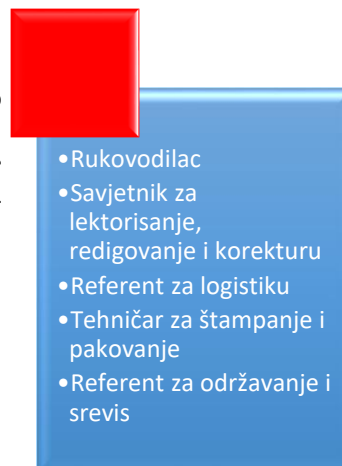 •Rukovodilac
•Savjetnik za
lektorisanje,
redigovanje i korekturu
•Referent za logistiku
•Tehničar za štampanje i
pakovanje
•Referent za održavanje i
srevis